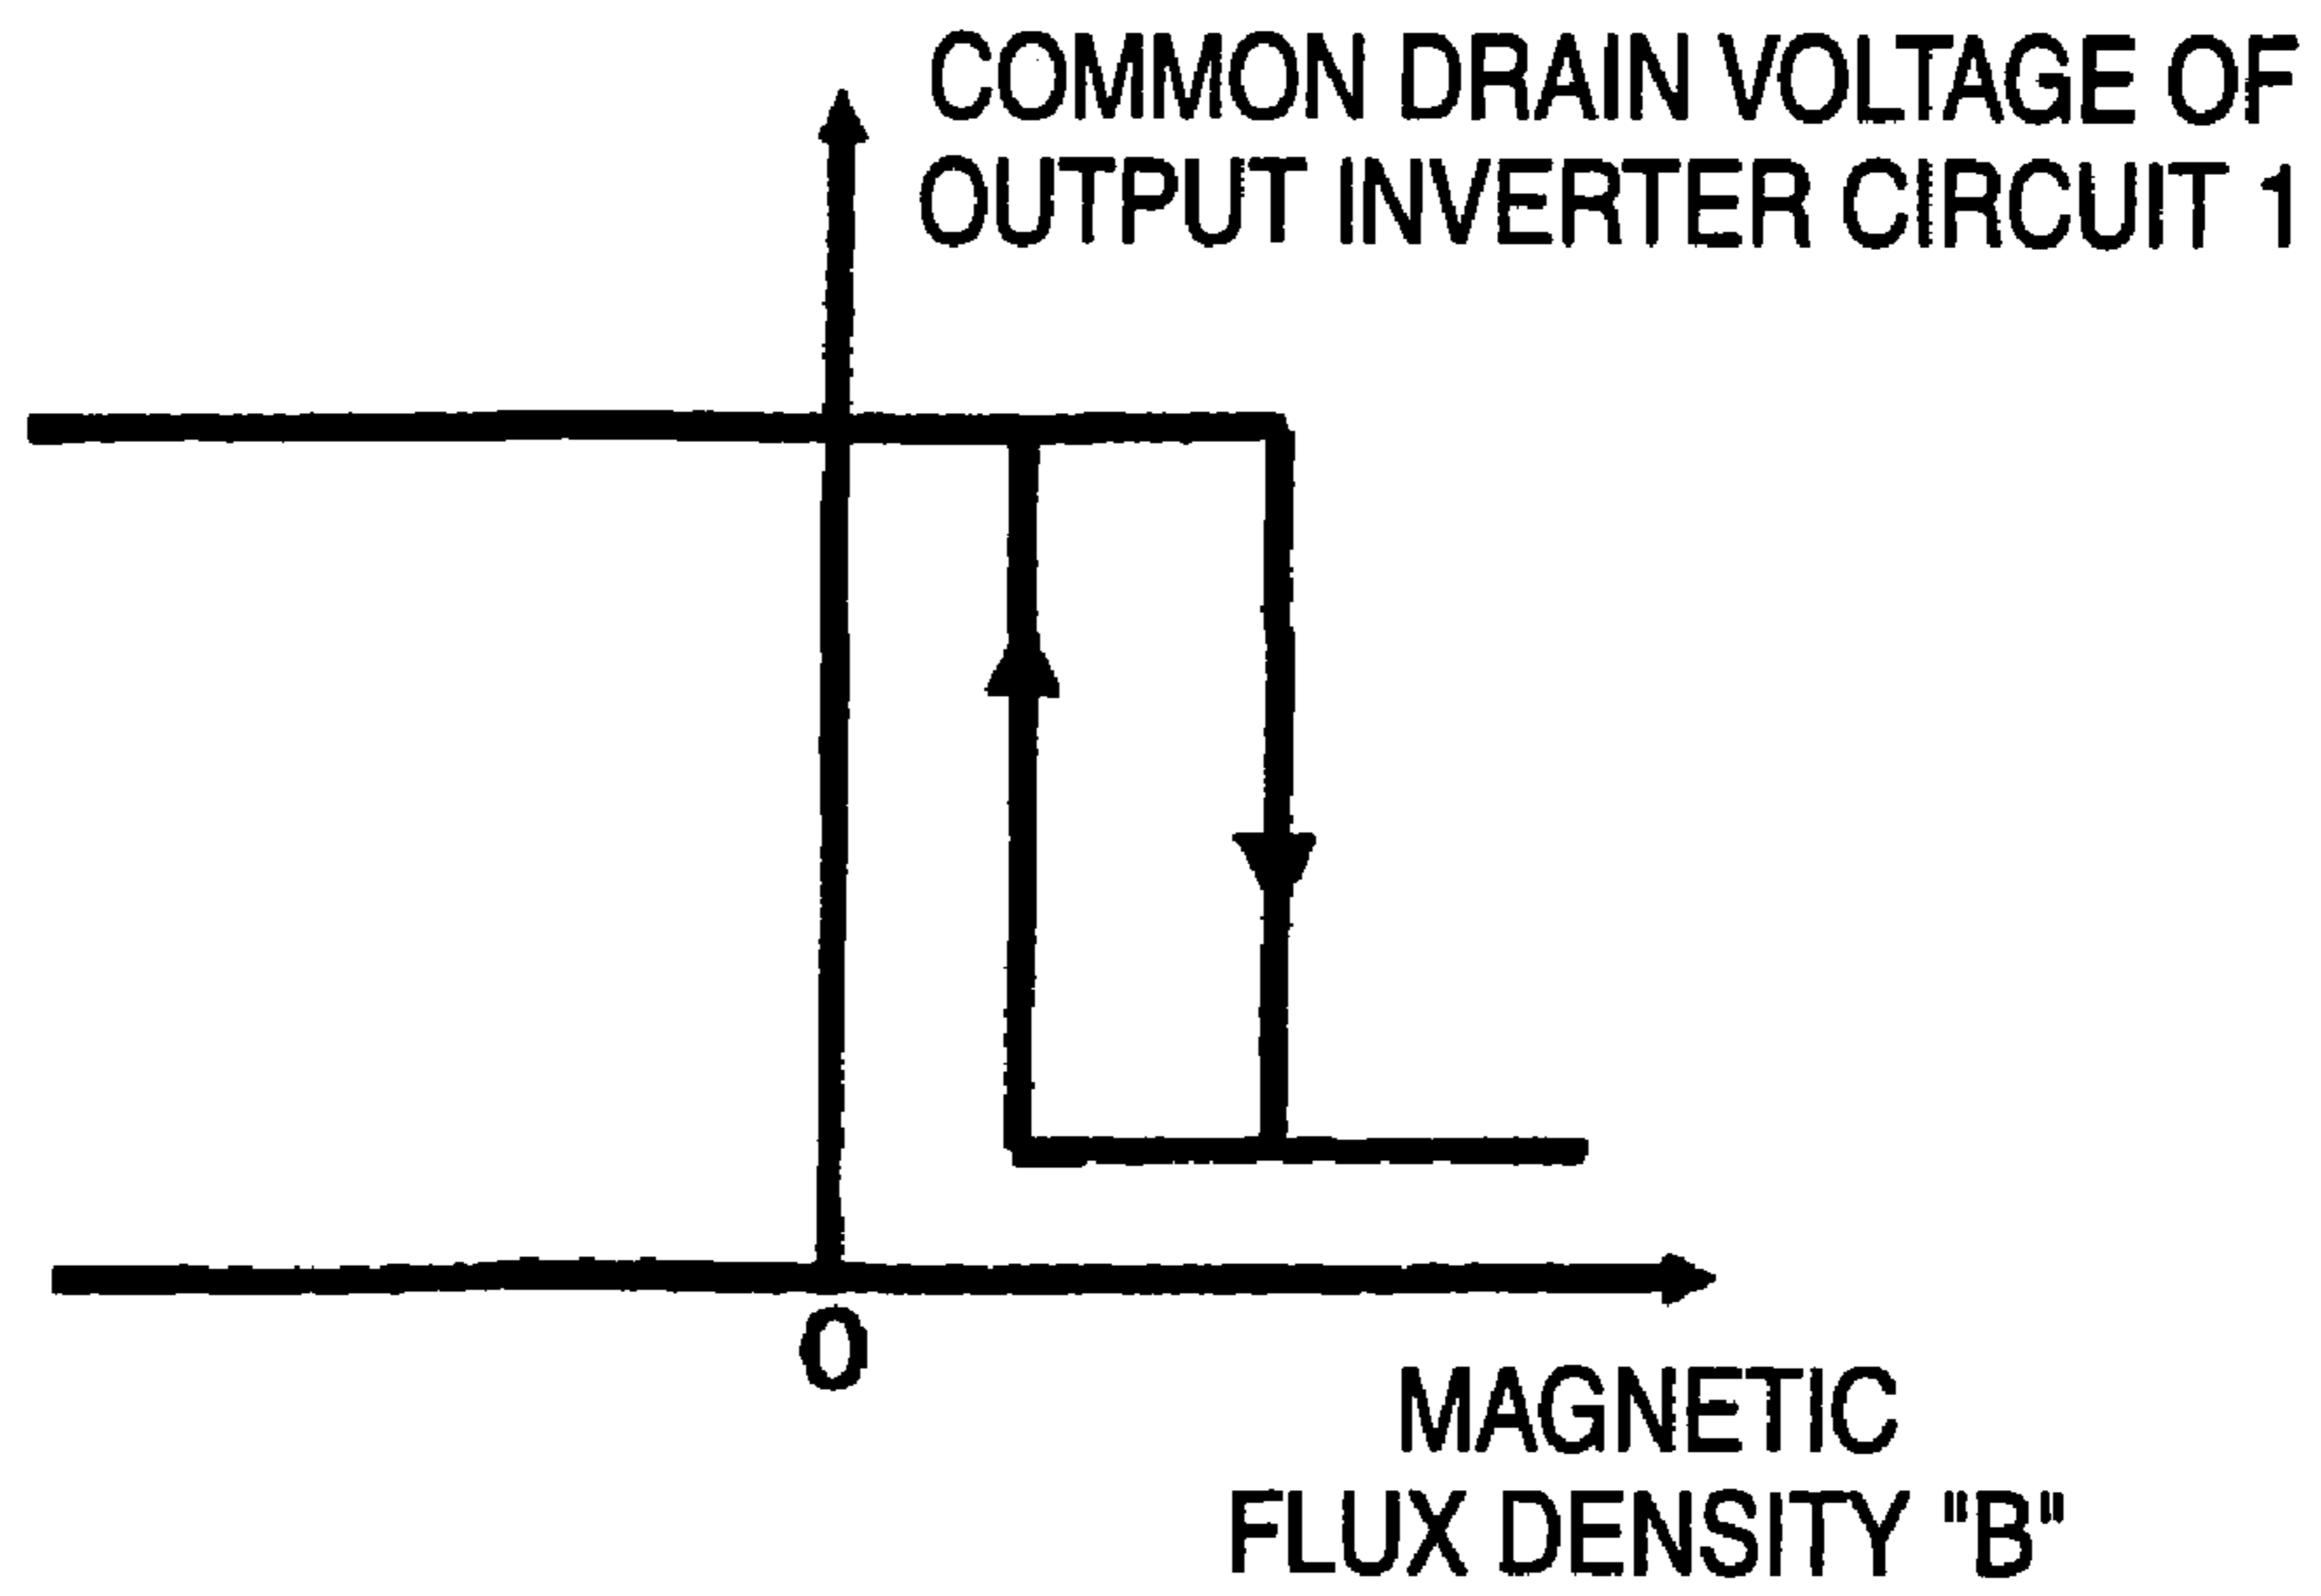 COMMON DRAIN VOLTAGE OF
OUTPUT INVERTER CIRCUIT 1
0
MAGNETIC
FLUX DENSITY "B"